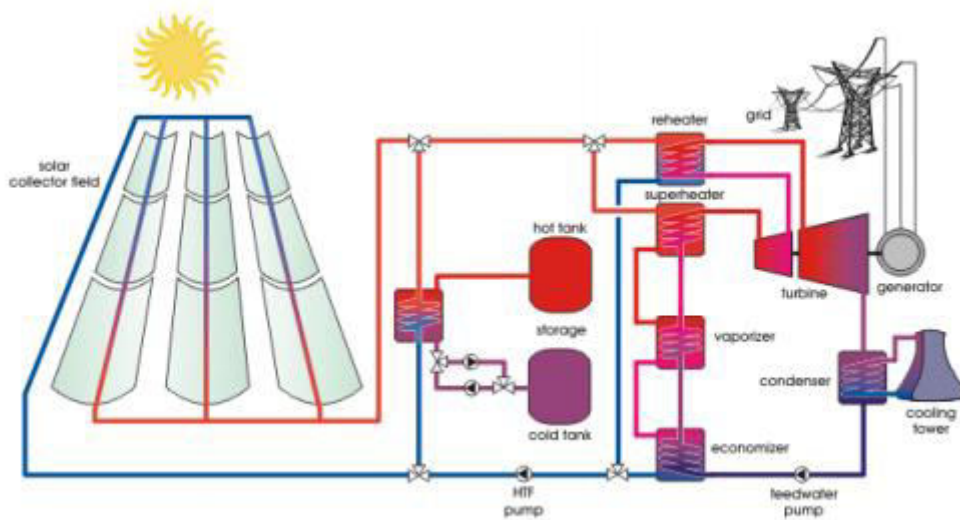 solar
collector field
reheater
grid
superheater
hot tank
storage
cold tank
vaporizer
economizer
turbine
generator
condenser
cooling
tower
HTF
pump
feedwater
pump